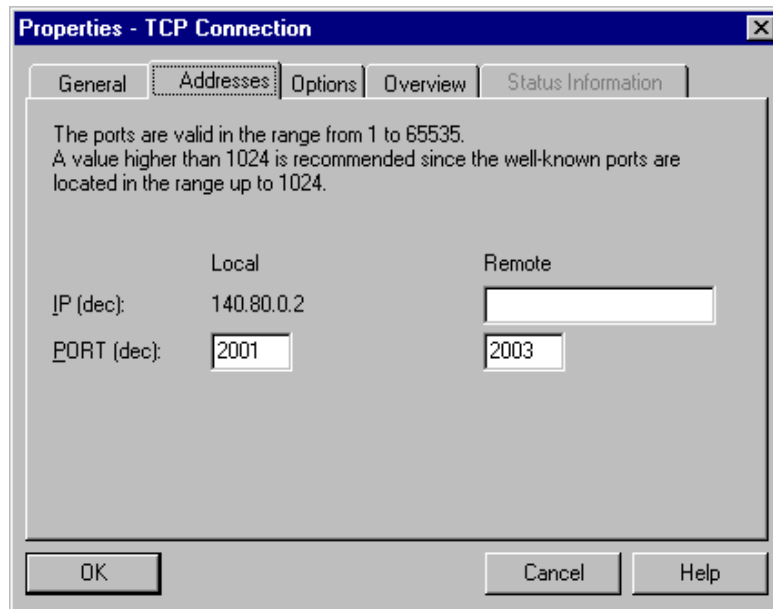 Properties - TCP Connection
General Addresses Options Overview Status Information
The ports are valid in the range from 1 to 65535.
A value higher than 1024 is recommended since the well-known ports are
located in the range up to 1024.
Local Remote
IP (dec): 140.80.0.2
PORT (dec): 2001 2003
OK Cancel Help